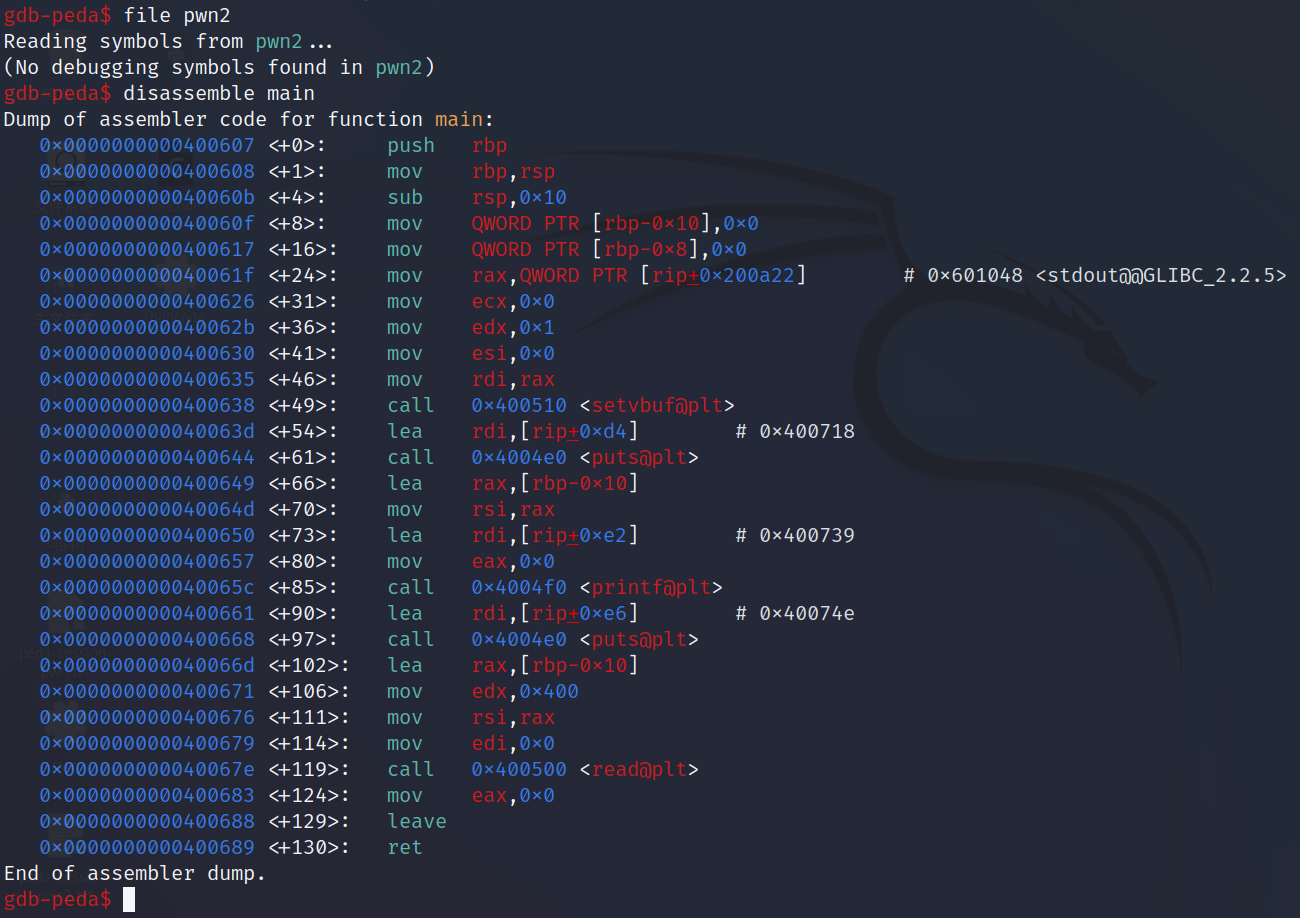 gdb-peda$ file pwn2
Reading symbols from pwn2...
(No debugging symbols found in pwn2)
gdb-peda$ disassemble main
Dump of assembler code for function main:
0x0000000000400607 <+0>: push rbp
0x0000000000400608 <+1>: mov rbp,rsp
0x000000000040060b <+4>: sub rsp,0x10
0x000000000040060f <+8>: mov QWORD PTR [rbp-0x10],0x0
0x0000000000400617 <+16>: mov QWORD PTR [rbp-0x8],0x0
0x000000000040061f <+24>: mov rax,QWORD PTR [rip+0x200a22] # 0x601048 <stdout@@GLIBC_2.2.5>
0x0000000000400626 <+31>: mov ecx,0x0
0x000000000040062b <+36>: mov edx,0x1
0x0000000000400630 <+41>: mov esi,0x0
0x0000000000400635 <+46>: mov rdi,rax
0x0000000000400638 <+49>: call 0x400510 <setvbuf@plt>
0x000000000040063d <+54>: lea rdi,[rip+0xd4] # 0x400718
0x0000000000400644 <+61>: call 0x4004e0 <puts@plt>
0x0000000000400649 <+66>: lea rax,[rbp-0x10]
0x000000000040064d <+70>: mov rsi,rax
0x0000000000400650 <+73>: lea rdi,[rip+0xe2] # 0x400739
0x0000000000400657 <+80>: mov eax,0x0
0x000000000040065c <+85>: call 0x4004f0 <printf@plt>
0x0000000000400661 <+90>: lea rdi,[rip+0xe6] # 0x40074e
0x0000000000400668 <+97>: call 0x4004e0 <puts@plt>
0x000000000040066d <+102>: lea rax,[rbp-0x10]
0x0000000000400671 <+106>: mov edx,0x400
0x0000000000400676 <+111>: mov rsi,rax
0x0000000000400679 <+114>: mov edi,0x0
0x000000000040067e <+119>: call 0x400500 <read@plt>
0x0000000000400683 <+124>: mov eax,0x0
0x0000000000400688 <+129>: leave
0x0000000000400689 <+130>: ret
End of assembler dump.
gdb-peda$